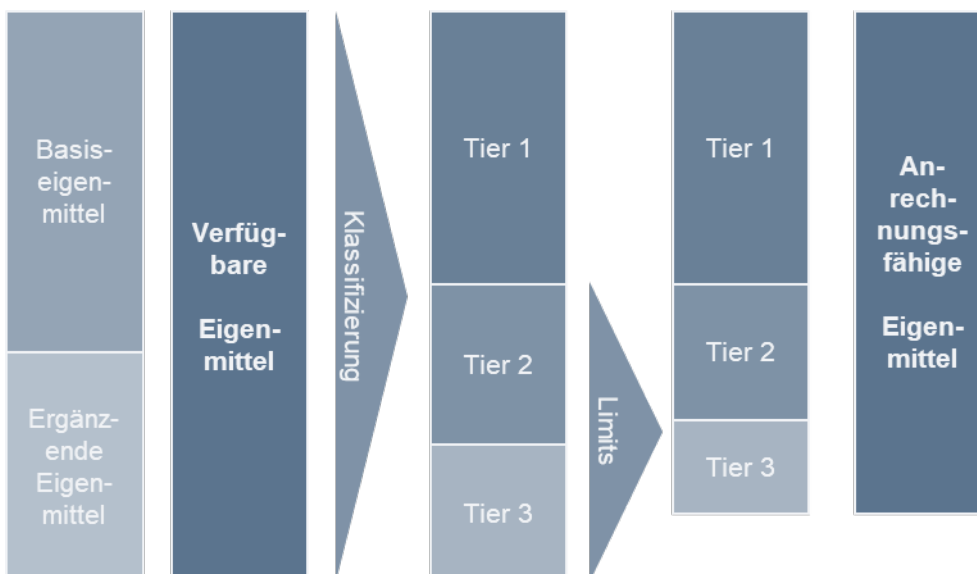 Basis-
eigen-
mittel
Ergänz-
ende
Eigen-
mittel
Verfüg-
bare
Eigen-
mittel
Klassifizierung
Tier 1
Tier 2
Tier 3
Limits
Tier 1
Tier 2
Tier 3
An-
rech-
nungs-
fähige
Eigen-
mittel